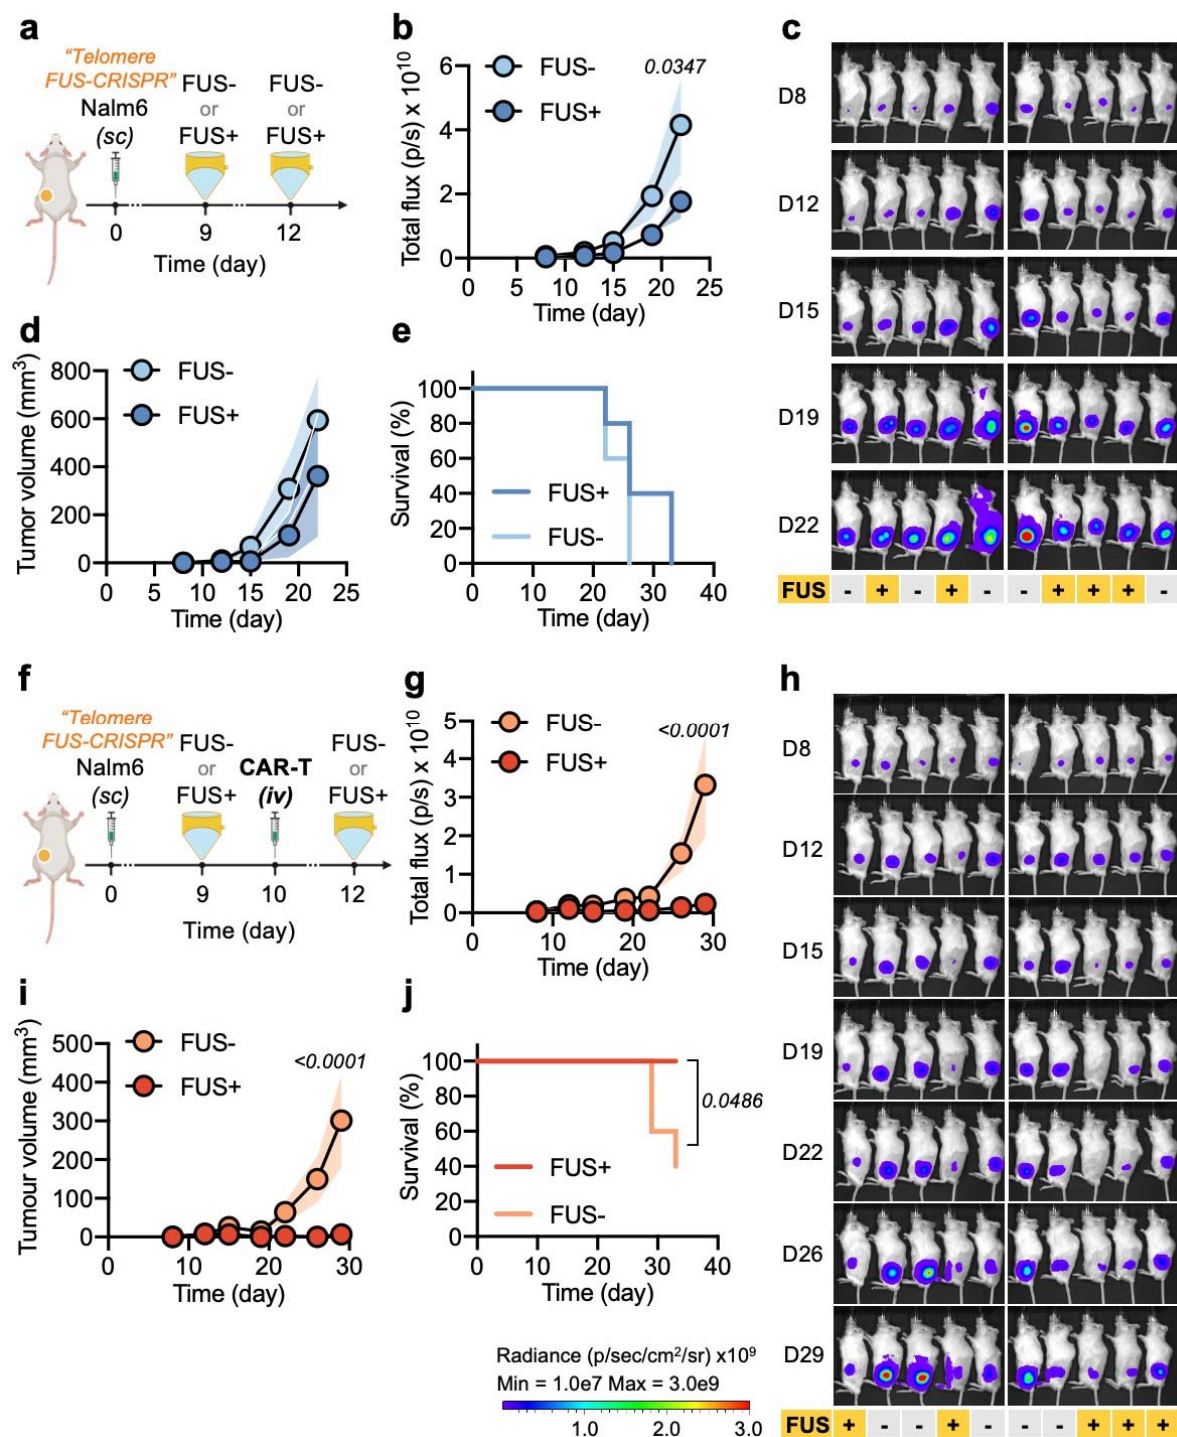 a
"Telomere
FUS-CRISPR"
Nalm6
(sc)
FUS-
or
FUS+
FUS-
or
FUS+
0
9
12
Time (day)
b
Total flux (p/s) x 10¹⁰
6
4
2
0
FUS-
FUS+
0.0347
0 5 10 15 20 25
Time (day)
c
D8
D12
D15
D19
D22
FUS - + - + - - + + + -
d
Tumor volume (mm³)
800
600
400
200
0
FUS-
FUS+
0 5 10 15 20 25
Time (day)
e
Survival (%)
100
80
60
40
20
0
FUS+
FUS-
0 10 20 30 40
Time (day)
f
"Telomere
FUS-CRISPR"
Nalm6
(sc)
FUS-
or
FUS+
CAR-T
(iv)
FUS-
or
FUS+
0
9
10
12
Time (day)
g
Total flux (p/s) x 10¹⁰
5
4
3
2
1
0
FUS-
FUS+
<0.0001
0 10 20 30
Time (day)
h
D8
D12
D15
D19
D22
D26
D29
FUS + - - + - - - + + +
i
Tumour volume (mm³)
500
400
300
200
100
0
FUS-
FUS+
<0.0001
0 10 20 30
Time (day)
j
Survival (%)
100
80
60
40
20
0
0.0486
FUS+
FUS-
0 10 20 30 40
Time (day)
Radiance (p/sec/cm²/sr) x10⁹
Min = 1.0e7 Max = 3.0e9
1.0 2.0 3.0